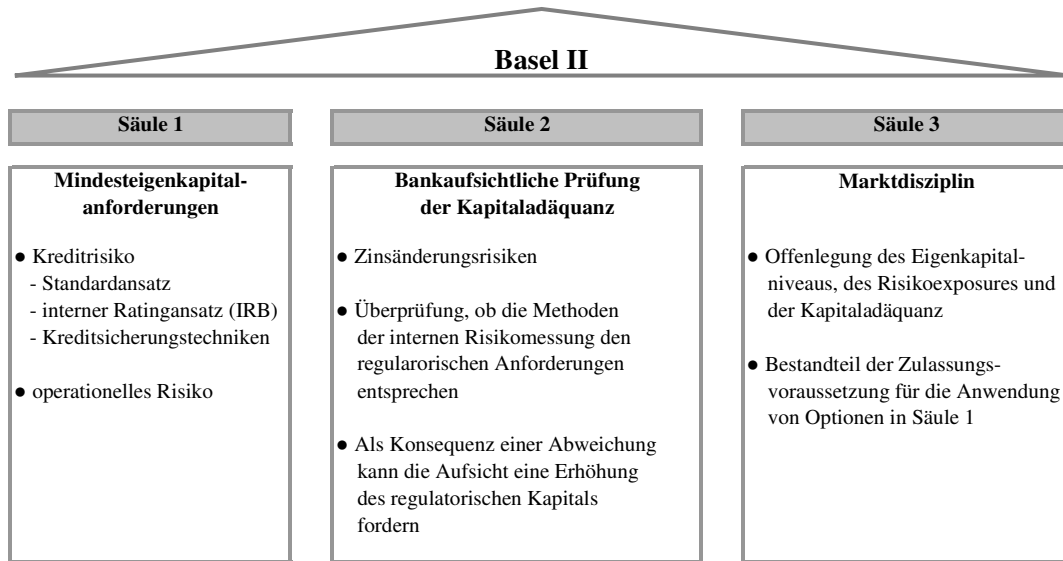 Basel II
Säule 1
Mindesteigenkapital-
anforderungen
● Kreditrisiko
- Standardansatz
- interner Ratingansatz (IRB)
- Kreditsicherungstechniken
● operationelles Risiko
Säule 2
Bankaufsichtliche Prüfung
der Kapitaladäquanz
● Zinsänderungsrisiken
● Überprüfung, ob die Methoden
der internen Risikomessung den
regularorischen Anforderungen
entsprechen
● Als Konsequenz einer Abweichung
kann die Aufsicht eine Erhöhung
des regulatorischen Kapitals
fordern
Säule 3
Marktdisziplin
● Offenlegung des Eigenkapital-
niveaus, des Risikoexposures und
der Kapitaladäquanz
● Bestandteil der Zulassungs-
voraussetzung für die Anwendung
von Optionen in Säule 1